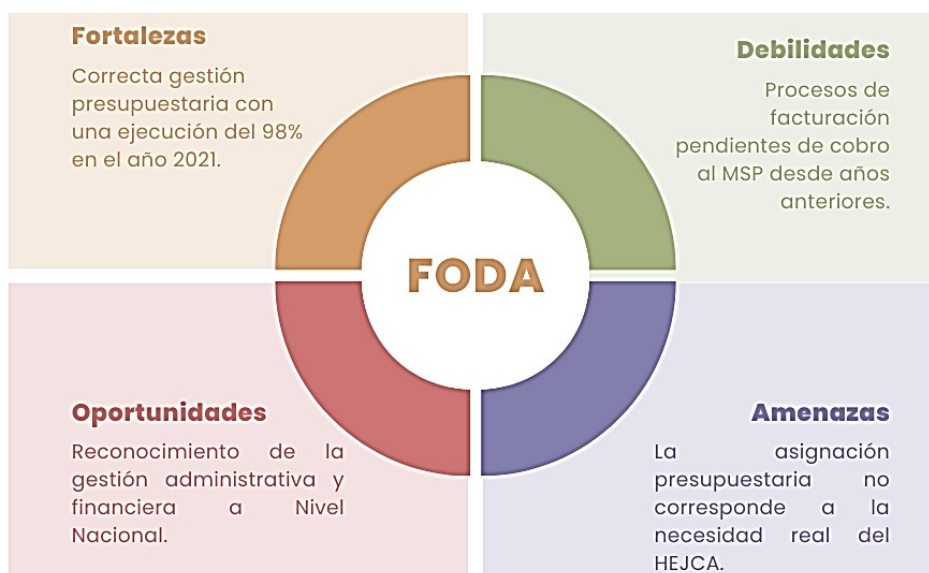 Fortalezas
Correcta gestión
presupuestaria con
una ejecución del 98%
en el año 2021.
Debilidades
Procesos de
facturación
pendientes de cobro
al MSP desde años
anteriores.
FODA
Oportunidades
Reconocimiento de la
gestión administrativa y
financiera a Nivel
Nacional.
Amenazas
La asignación
presupuestaria no
corresponde a la
necesidad real del
HEJCA.